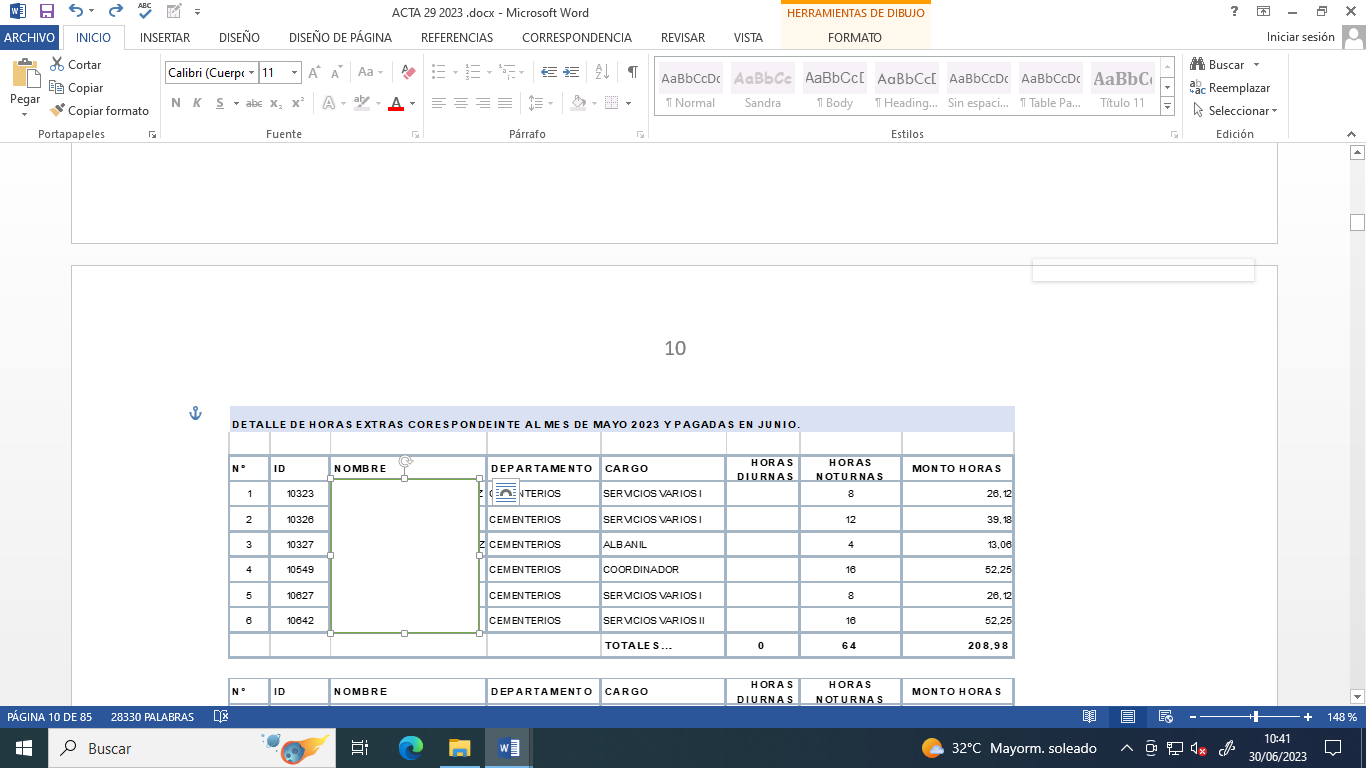 ACTA 29 2023 .docx - Microsoft Word
HERRAMIENTAS DE DIBUJO
ARCHIVO INICIO INSERTAR DISEÑO DISEÑO DE PÁGINA REFERENCIAS CORRESPONDENCIA REVISAR VISTA FORMATO Iniciar sesión
Pegar
Cortar
Copiar
Copiar formato
Portapapeles
Calibri (Cuerpo 11
N K S abc x₂ x²
Fuente
Párrafo
AaBbCcDc AaBbCc AaBbCcD AaBbCcD AaBbCcDc AaBbCcDc AaBbC
¶ Normal Sandra ¶ Body ¶ Heading... Sin espaci... ¶ Table Pa... Título 11
Estilos
Buscar
Reemplazar
Seleccionar
Edición
10
DETALLE DE HORAS EXTRAS CORESPONDEINTE AL MES DE MAYO 2023 Y PAGADAS EN JUNIO.
N° ID NOMBRE DEPARTAMENTO CARGO HORAS DIURNAS HORAS NOTURNAS MONTO HORAS
1 10323 Z C NTERIOS SERVICIOS VARIOS I 8 26,12
2 10326 CEMENTERIOS SERVICIOS VARIOS I 12 39,18
3 10327 Z CEMENTERIOS ALBANIL 4 13,06
4 10549 CEMENTERIOS COORDINADOR 16 52,25
5 10627 CEMENTERIOS SERVICIOS VARIOS I 8 26,12
6 10642 CEMENTERIOS SERVICIOS VARIOS II 16 52,25
TOTALES... 0 64 208,98
N° ID NOMBRE DEPARTAMENTO CARGO HORAS DIURNAS HORAS NOTURNAS MONTO HORAS
PÁGINA 10 DE 85 28330 PALABRAS 148 %
Buscar
32°C Mayorm. soleado
10:41
30/06/2023